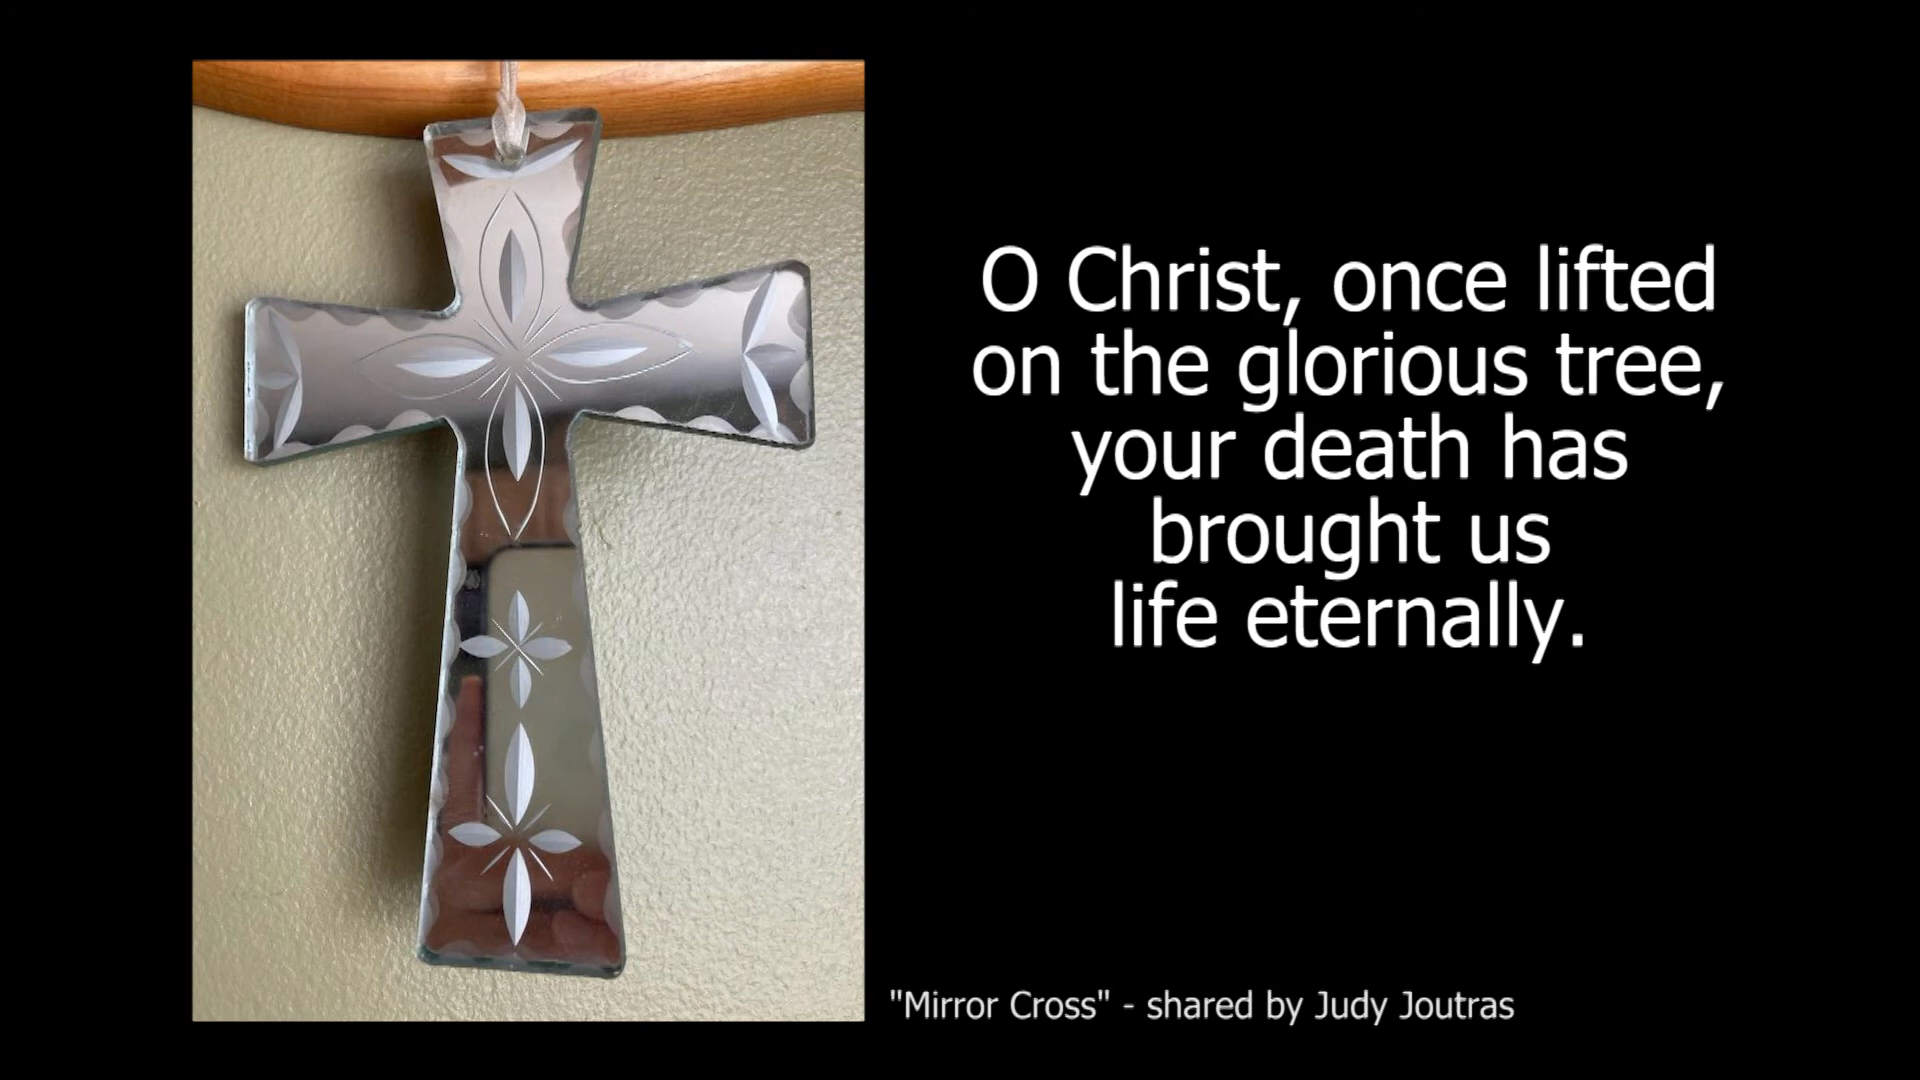 O Christ, once lifted
on the glorious tree,
your death has
brought us
life eternally.
"Mirror Cross" - shared by Judy Joutras